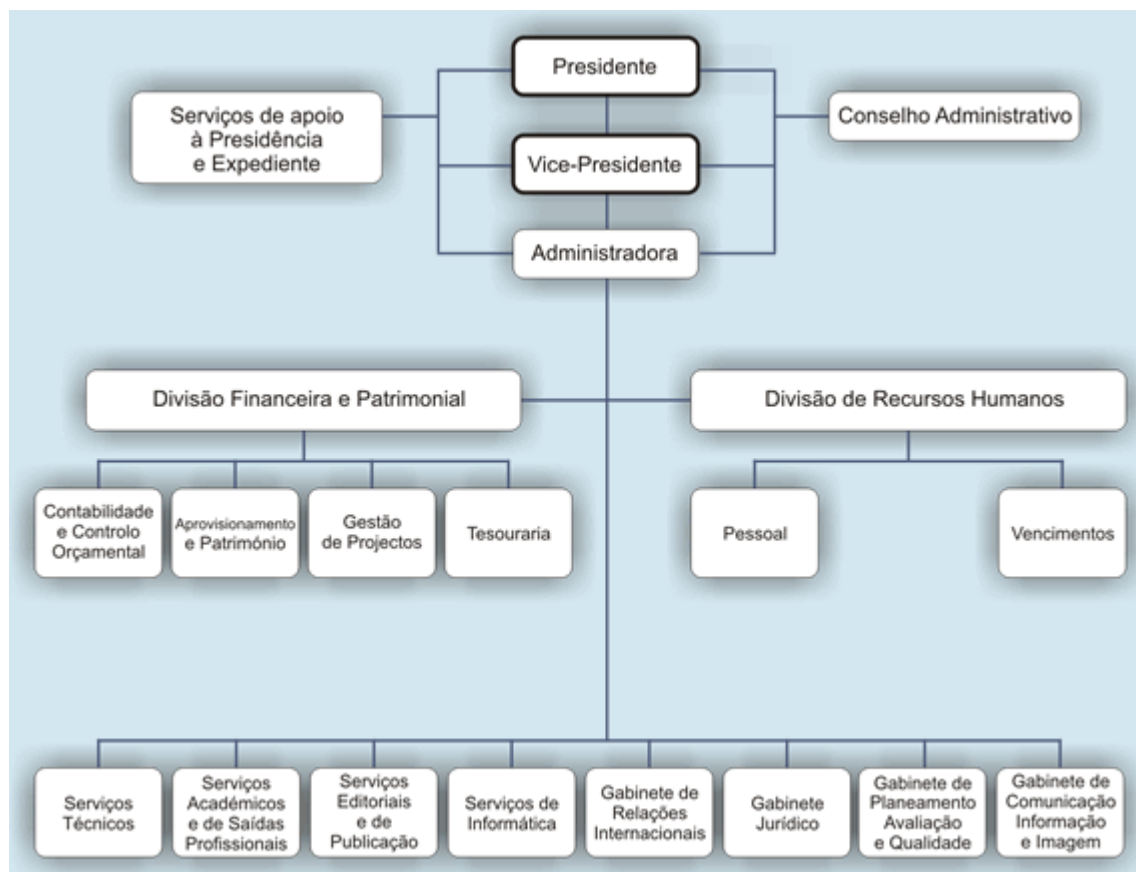 Presidente
Serviços de apoio
à Presidência
e Expediente
Conselho Administrativo
Vice-Presidente
Administradora
Divisão Financeira e Patrimonial
Divisão de Recursos Humanos
Contabilidade
e Controlo
Orçamental
Aprovisionamento
e Património
Gestão
de Projectos
Tesouraria
Pessoal
Vencimentos
Serviços
Técnicos
Serviços
Académicos
e de Saídas
Profissionais
Serviços
Editoriais
e de
Publicação
Serviços de
Informática
Gabinete de
Relações
Internacionais
Gabinete
Jurídico
Gabinete de
Planeamento
Avaliação
e Qualidade
Gabinete de
Comunicação
Informação
e Imagem